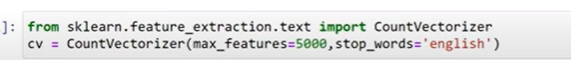 ]: from sklearn.feature_extraction.text import CountVectorizer
cv = CountVectorizer(max_features=5000,stop_words='english')